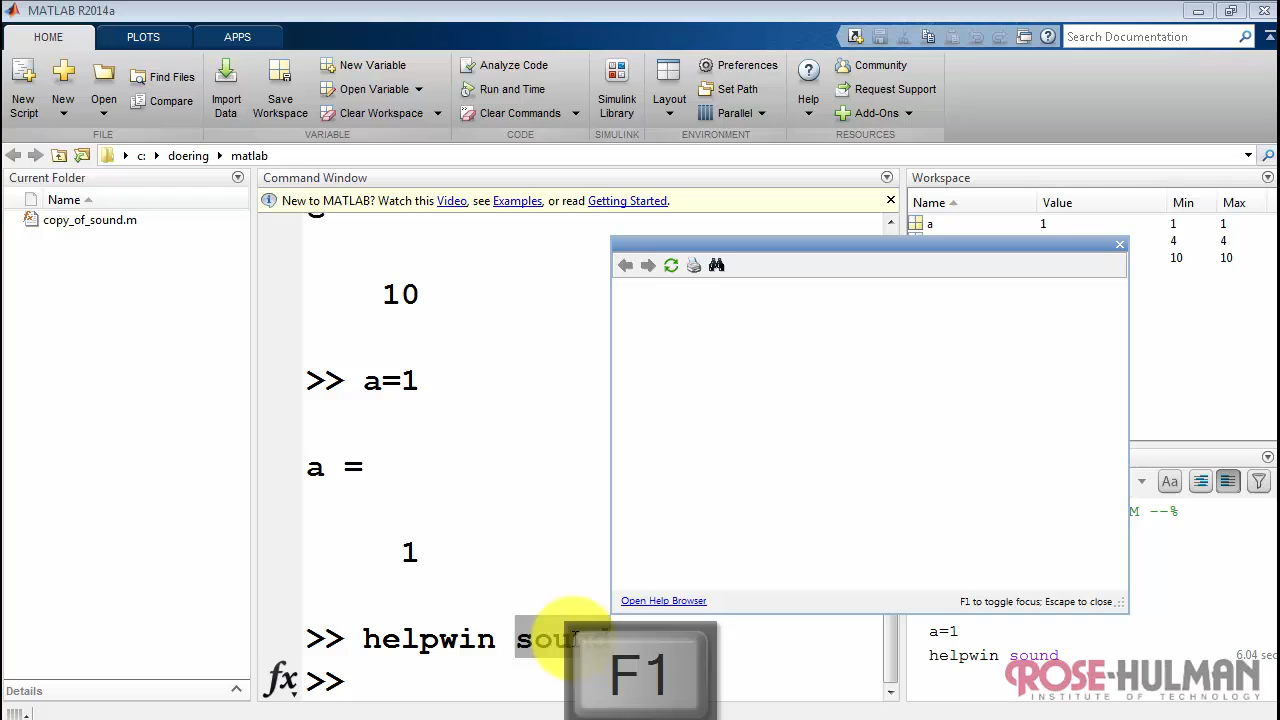 MATLAB R2014a
HOME
PLOTS
APPS
Search Documentation
New Script
New
Open
Find Files
Compare
Import Data
Save Workspace
New Variable
Open Variable
Clear Workspace
Analyze Code
Run and Time
Clear Commands
Simulink Library
Layout
Preferences
Set Path
Parallel
Help
Community
Request Support
Add-Ons
FILE
VARIABLE
CODE
SIMULINK
ENVIRONMENT
RESOURCES
c:
doering
matlab
Current Folder
Command Window
Workspace
Name
copy_of_sound.m
New to MATLAB? Watch this Video, see Examples, or read Getting Started.
Name Value Min Max
a 1 1 1
4 4
10 10
10
>> a=1
a =
1
>> helpwin sound
>>
fx
Open Help Browser
F1 to toggle focus; Escape to close
Aa
M --%
a=1
helpwin sound
6.04 sec
F1
Details
ROSE-HULMAN
INSTITUTE OF TECHNOLOGY